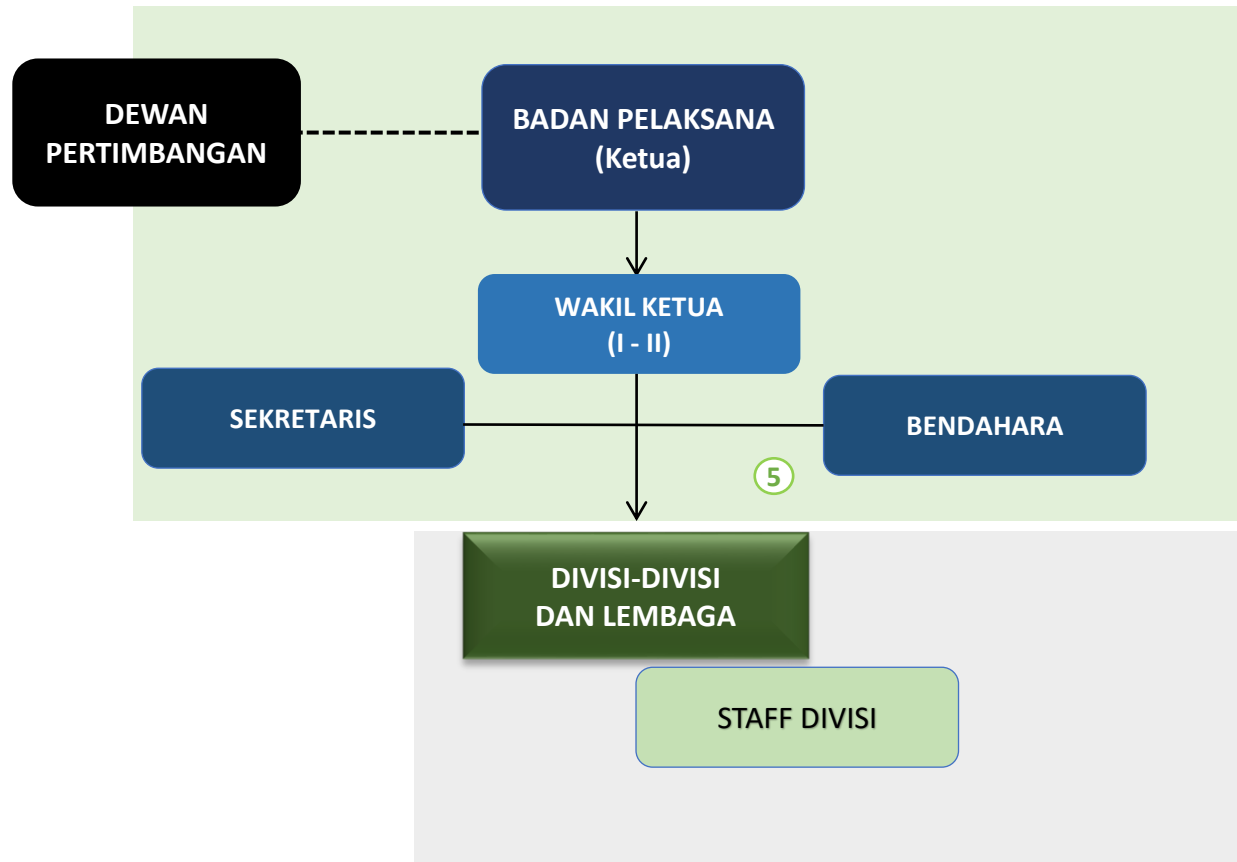 DEWAN
PERTIMBANGAN
BADAN PELAKSANA
(Ketua)
WAKIL KETUA
(I - II)
SEKRETARIS
BENDAHARA
5
DIVISI-DIVISI
DAN LEMBAGA
STAFF DIVISI